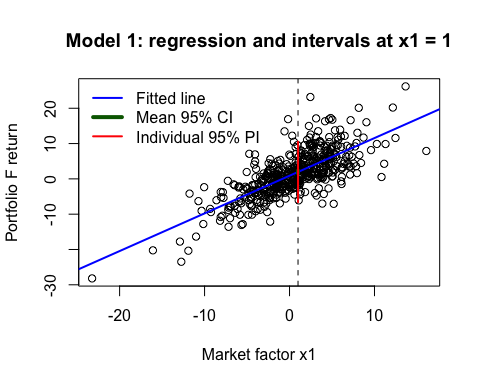 Model 1: regression and intervals at x1 = 1
Fitted line
Mean 95% CI
Individual 95% PI
Portfolio F return
20
10
0
-10
-30
-20
-10
0
10
Market factor x1